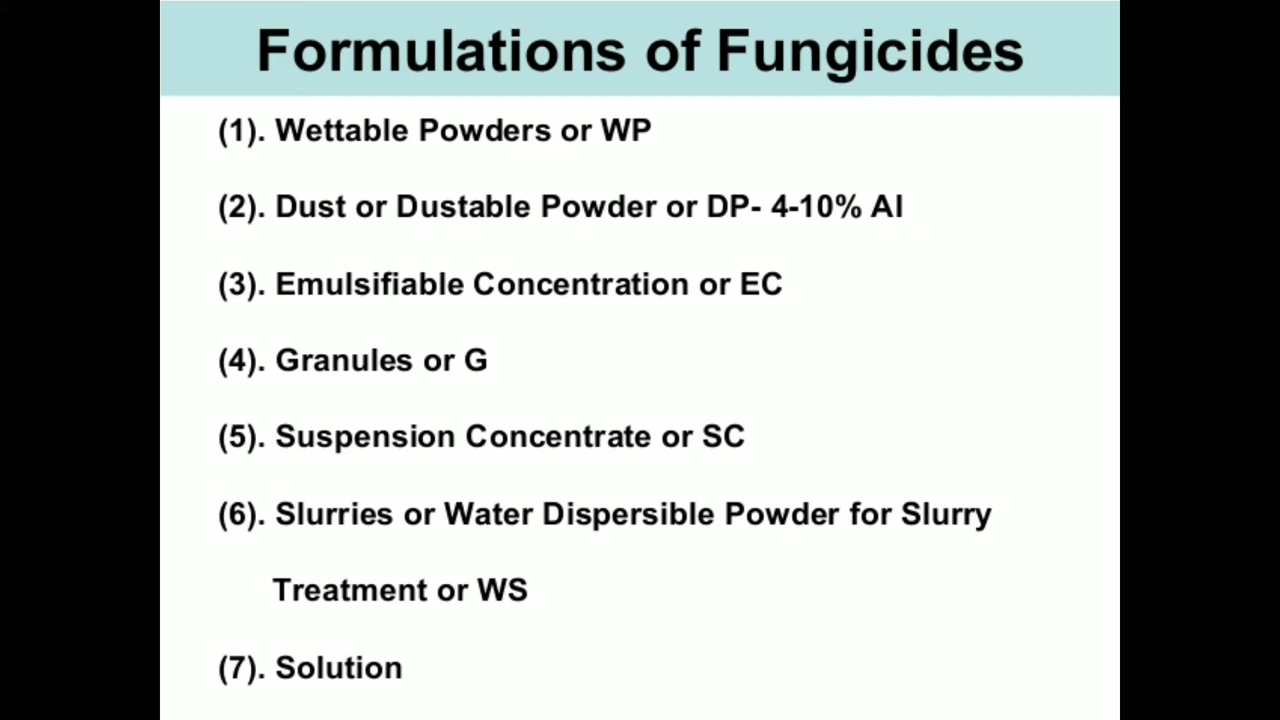 Formulations of Fungicides
(1). Wettable Powders or WP
(2). Dust or Dustable Powder or DP- 4-10% AI
(3). Emulsifiable Concentration or EC
(4). Granules or G
(5). Suspension Concentrate or SC
(6). Slurries or Water Dispersible Powder for Slurry
Treatment or WS
(7). Solution